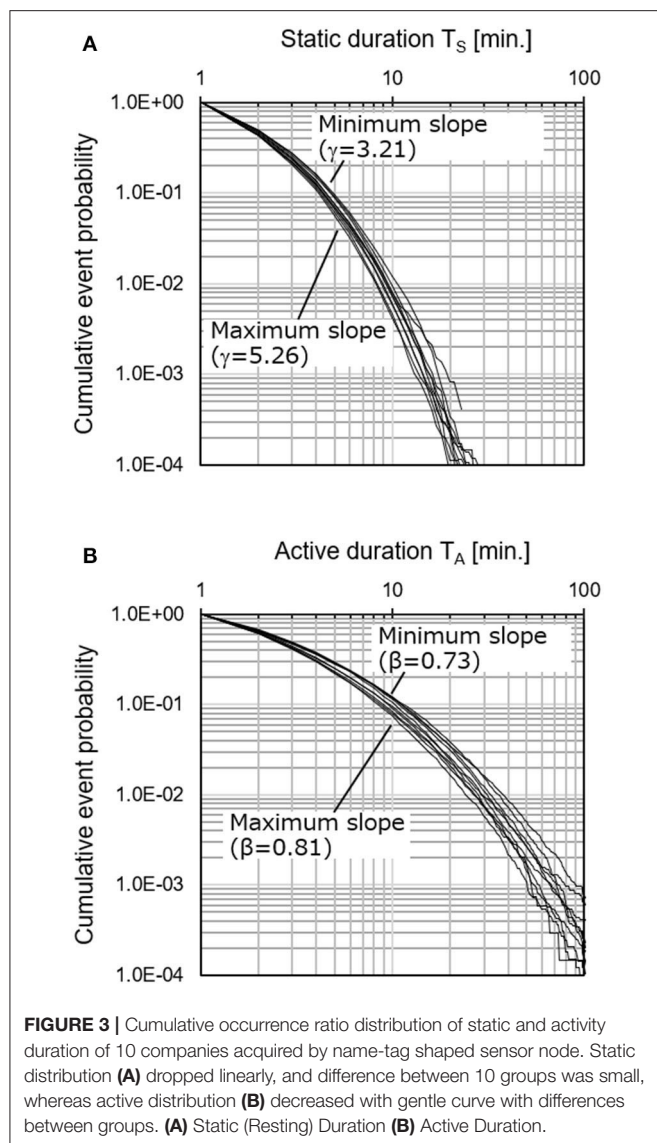 A
Static duration T_S [min.]
1 10 100
1.0E+00
1.0E-01
1.0E-02
1.0E-03
1.0E-04
Cumulative event probability
Minimum slope
(γ=3.21)
Maximum slope
(γ=5.26)
B
Active duration T_A [min.]
1 10 100
1.0E+00
1.0E-01
1.0E-02
1.0E-03
1.0E-04
Cumulative event probability
Minimum slope
(β=0.73)
Maximum slope
(β=0.81)
FIGURE 3 | Cumulative occurrence ratio distribution of static and activity
duration of 10 companies acquired by name-tag shaped sensor node. Static
distribution (A) dropped linearly, and difference between 10 groups was small,
whereas active distribution (B) decreased with gentle curve with differences
between groups. (A) Static (Resting) Duration (B) Active Duration.